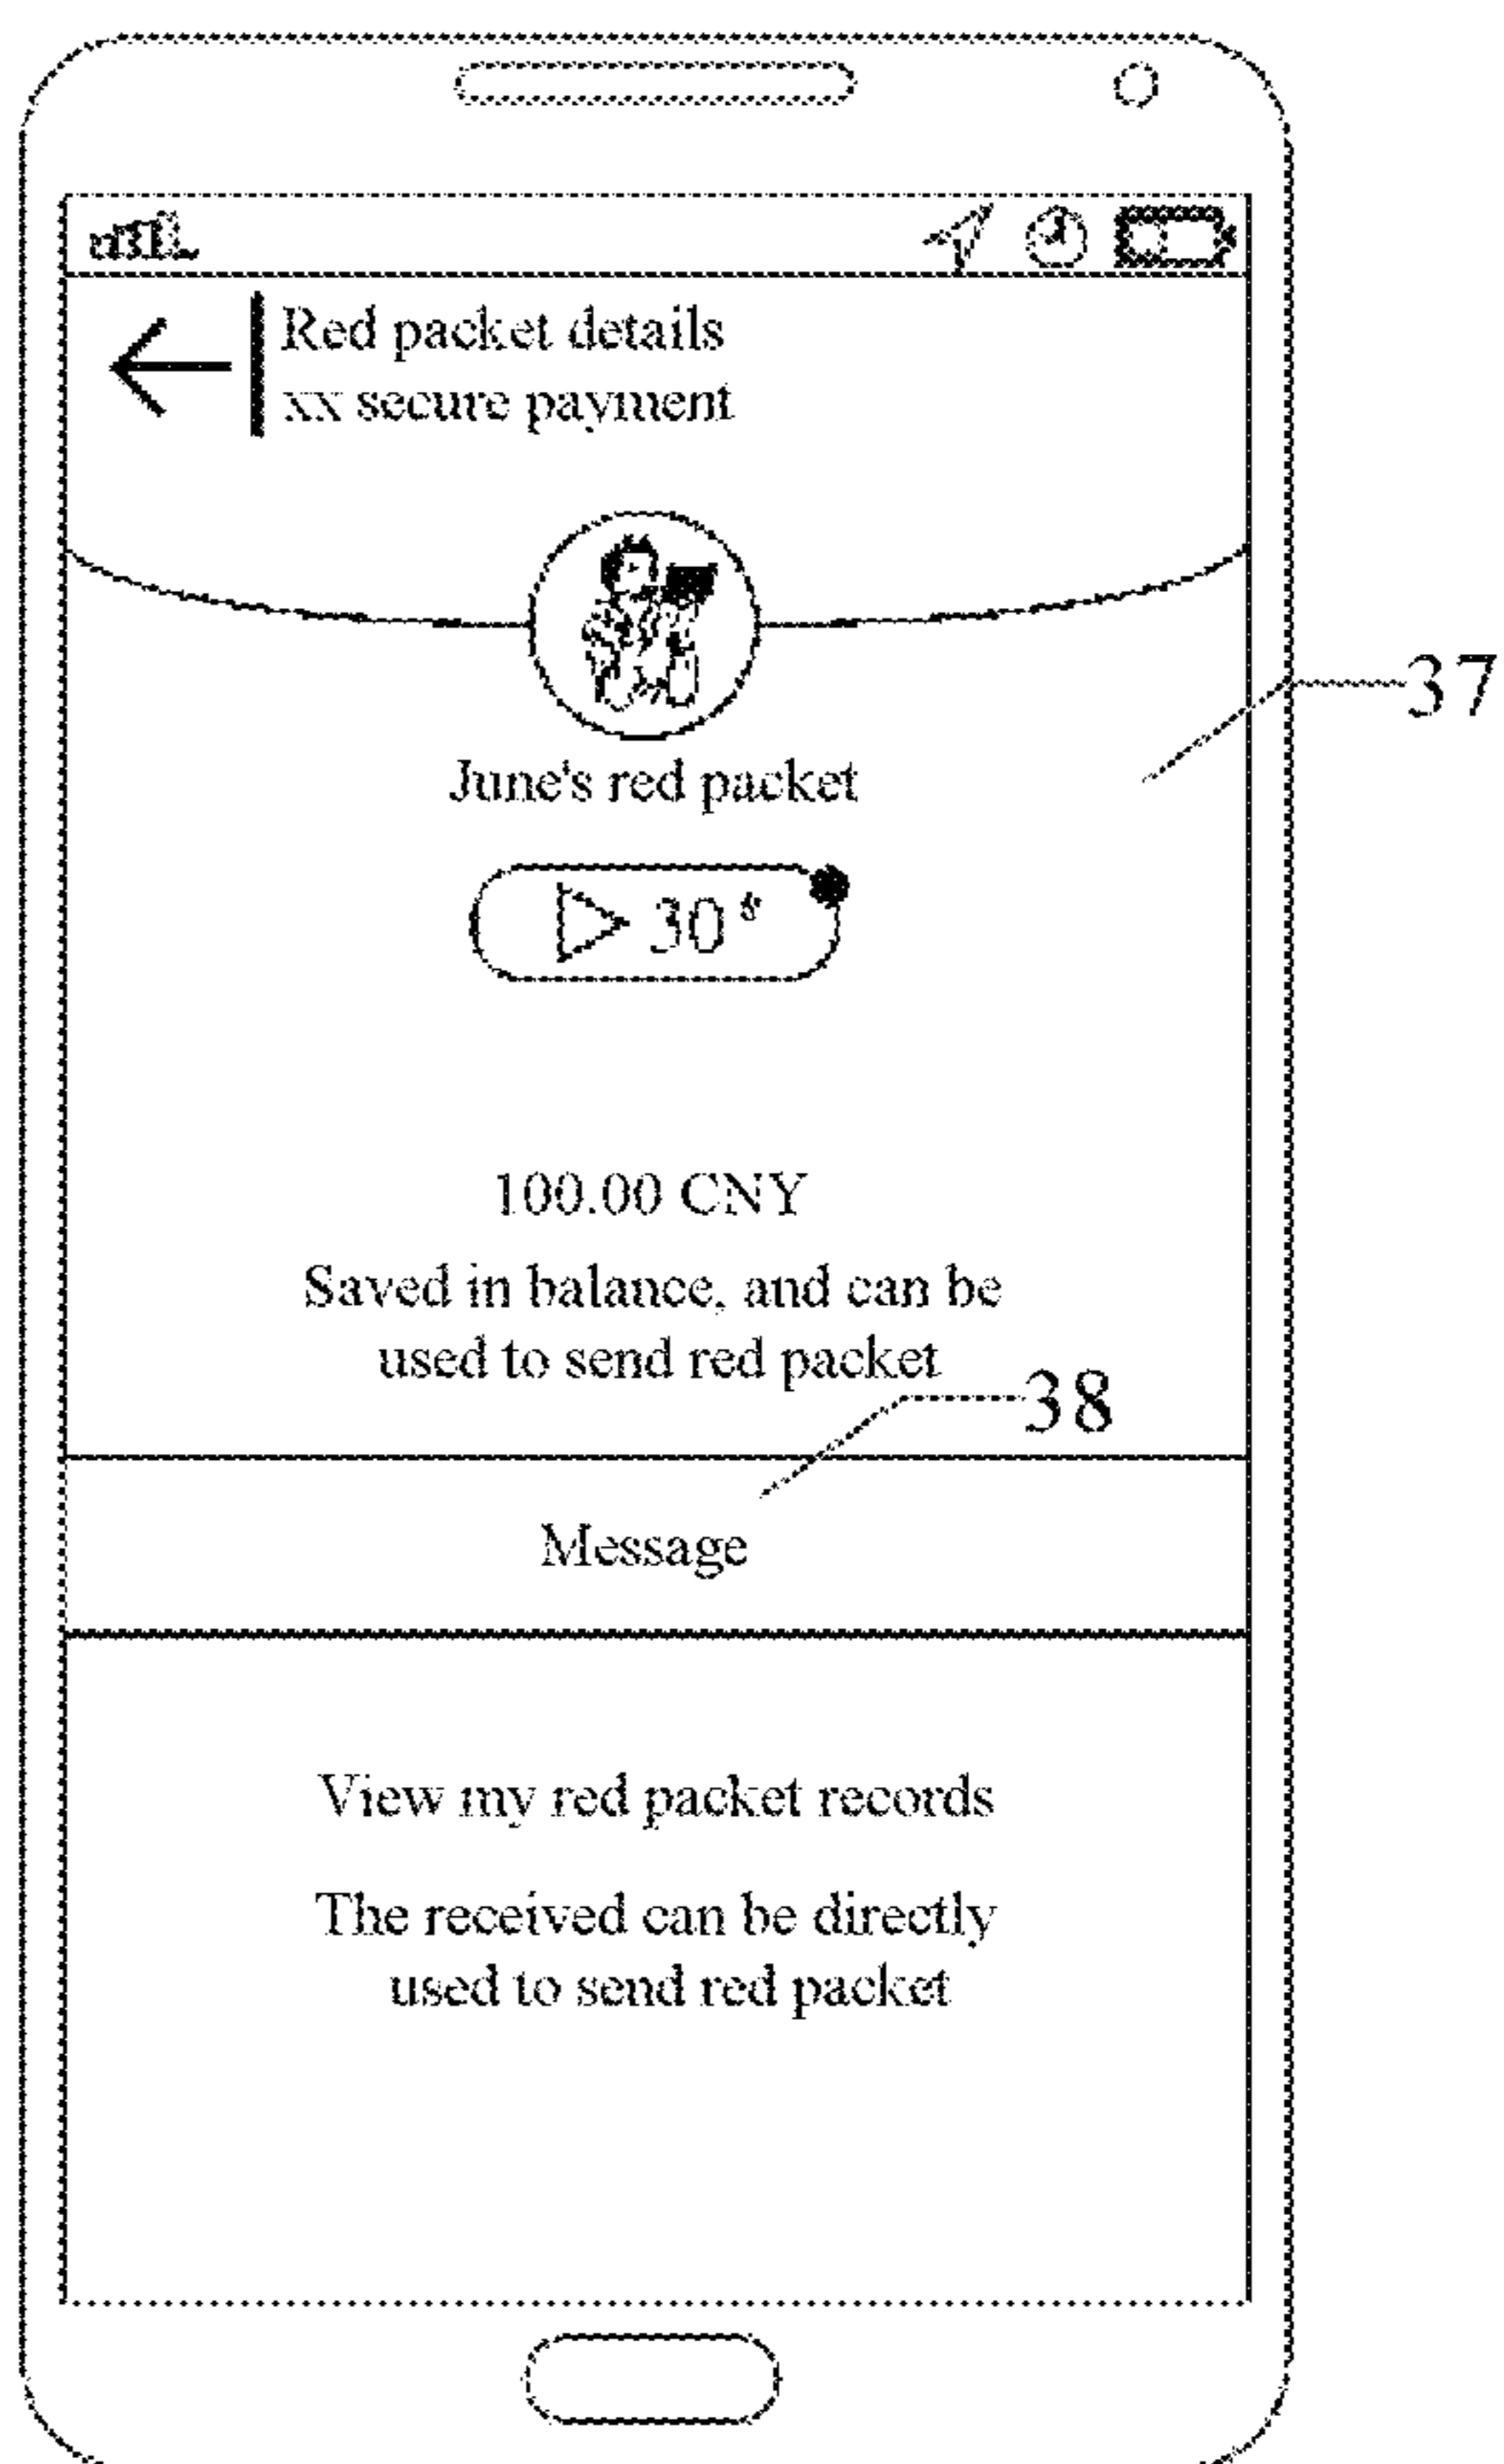 Red packet details
xx secure payment
37
June's red packet
30"
100.00 CNY
Saved in balance, and can be
used to send red packet
38
Message
View my red packet records
The received can be directly
used to send red packet